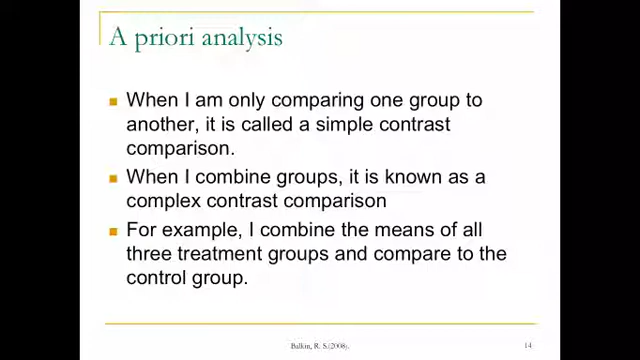 A priori analysis
When I am only comparing one group to
another, it is called a simple contrast
comparison.
When I combine groups, it is known as a
complex contrast comparison
For example, I combine the means of all
three treatment groups and compare to the
control group.
Balkin, R. S.(2008).
14